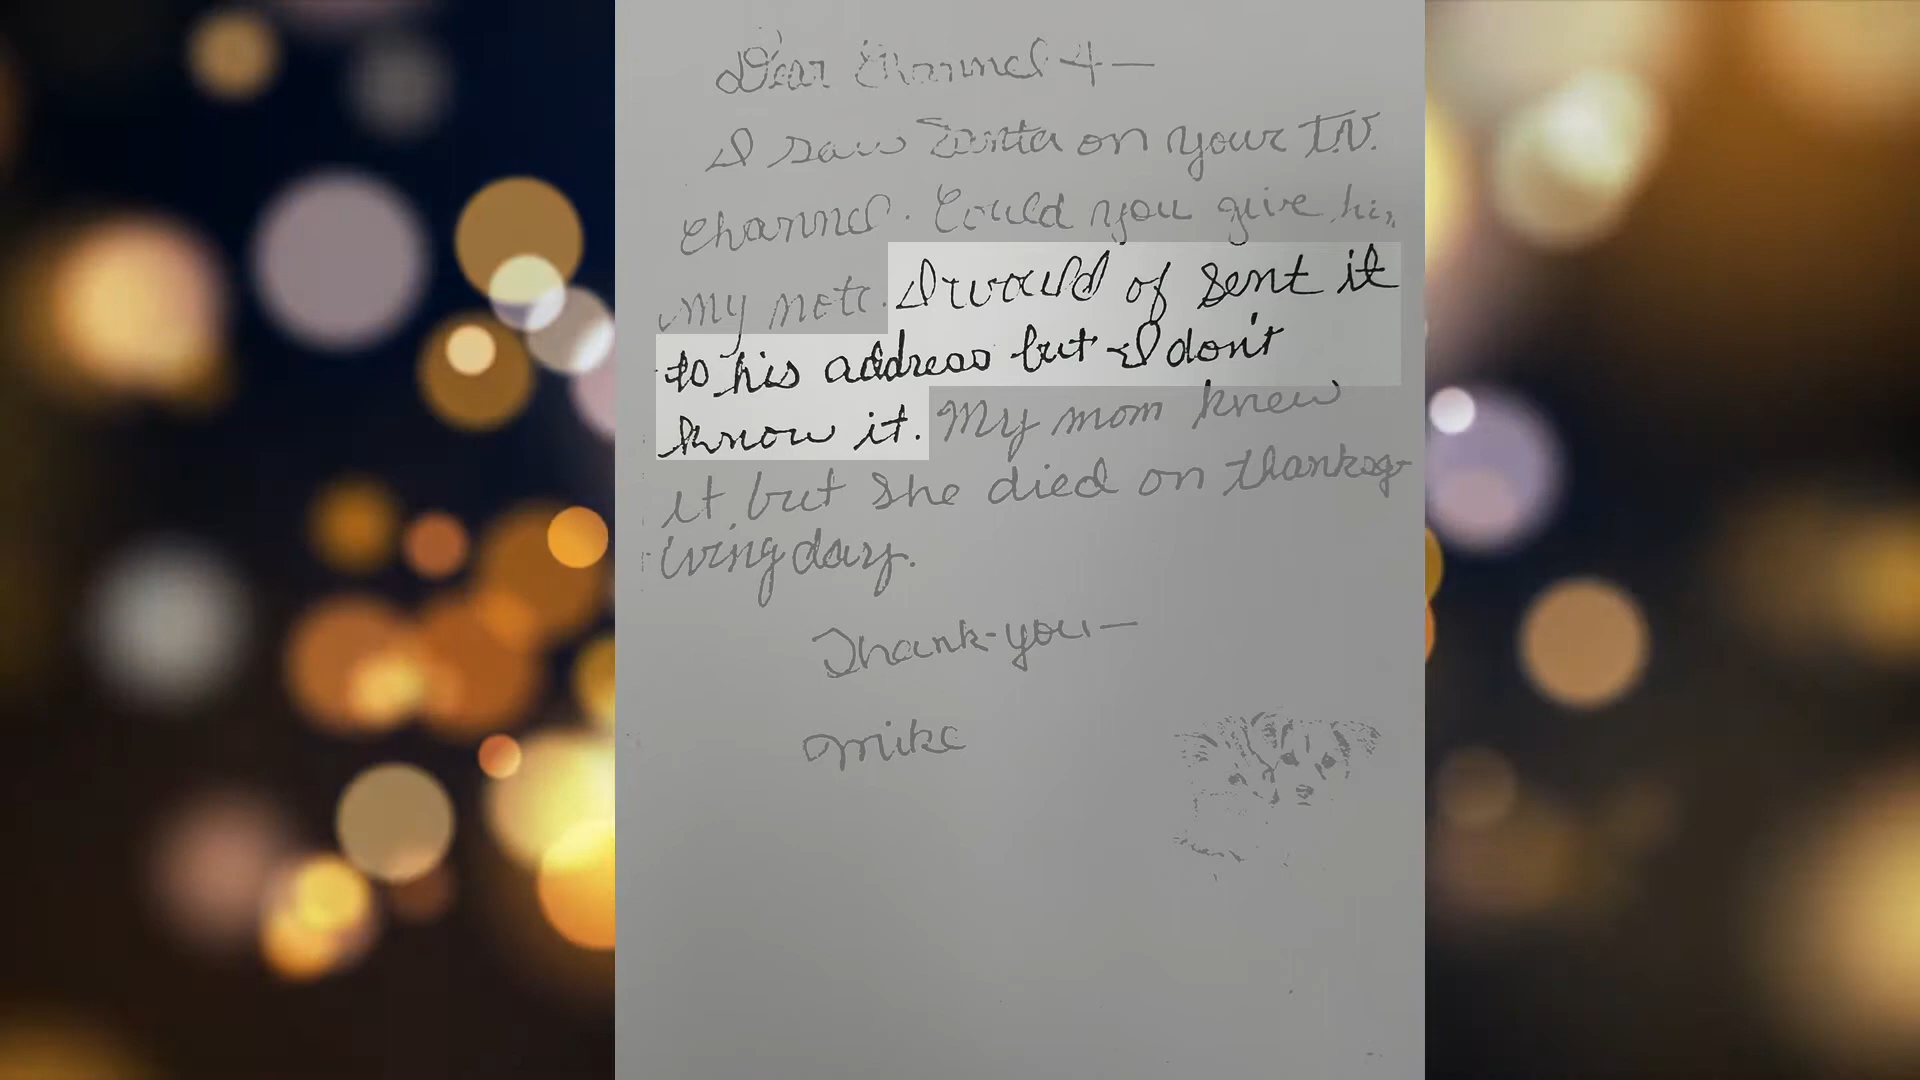 Dear Channel 4—
I saw Santa on your T.V.
channel. Could you give him
my note. I would of sent it
to his address but I don't
know it. My mom knew
it but she died on thanksg-
iving day.
Thank-you—
Mike